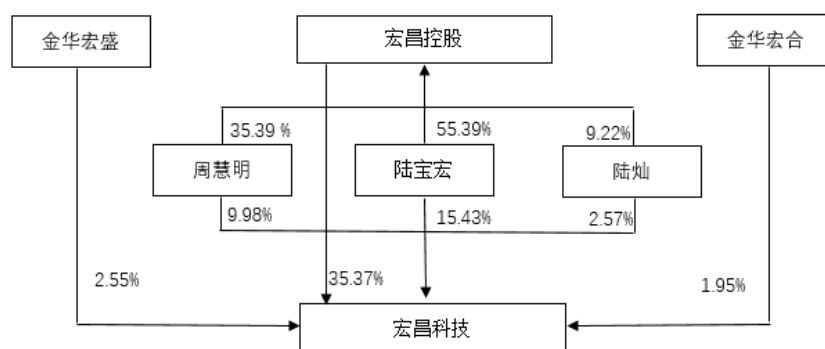 金华宏盛
宏昌控股
金华宏合
35.39 %
55.39%
9.22%
周慧明
陆宝宏
陆灿
9.98%
15.43%
2.57%
2.55%
35.37%
1.95%
宏昌科技